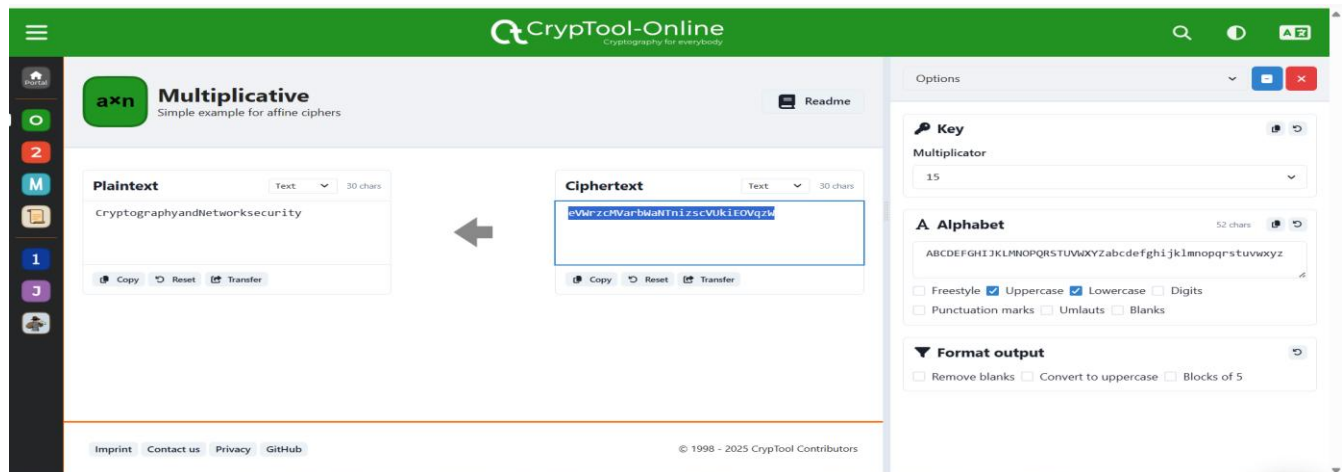 CrypTool-Online
Cryptography for everybody
Portal
O
2
M
1
J
a×n
Multiplicative
Simple example for affine ciphers
Readme
Plaintext
Text
30 chars
CryptographyandNetworksecurity
Copy Reset Transfer
Ciphertext
Text
30 chars
eVWrzcMVarbWaNTnizscVUkiEOVqzW
Copy Reset Transfer
Options
Key
Multiplicator
15
Alphabet
52 chars
ABCDEFGHIJKLMNOPQRSTUVWXYZabcdefghijklmnopqrstuvwxyz
Freestyle Uppercase Lowercase Digits
Punctuation marks Umlauts Blanks
Format output
Remove blanks Convert to uppercase Blocks of 5
Imprint Contact us Privacy GitHub
© 1998 - 2025 CrypTool Contributors